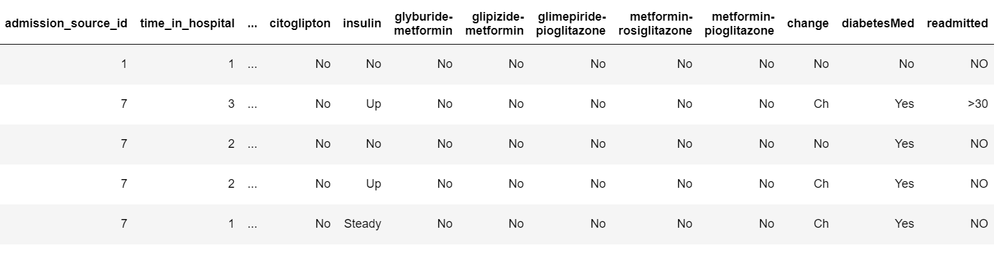 admission_source_id time_in_hospital ... citoglipton insulin glyburide-metformin glipizide-metformin glimepiride-pioglitazone metformin-rosiglitazone metformin-pioglitazone change diabetesMed readmitted
1 1 ... No No No No No No No No No NO
7 3 ... No Up No No No No No Ch Yes >30
7 2 ... No No No No No No No No Yes NO
7 2 ... No Up No No No No No Ch Yes NO
7 1 ... No Steady No No No No No Ch Yes NO